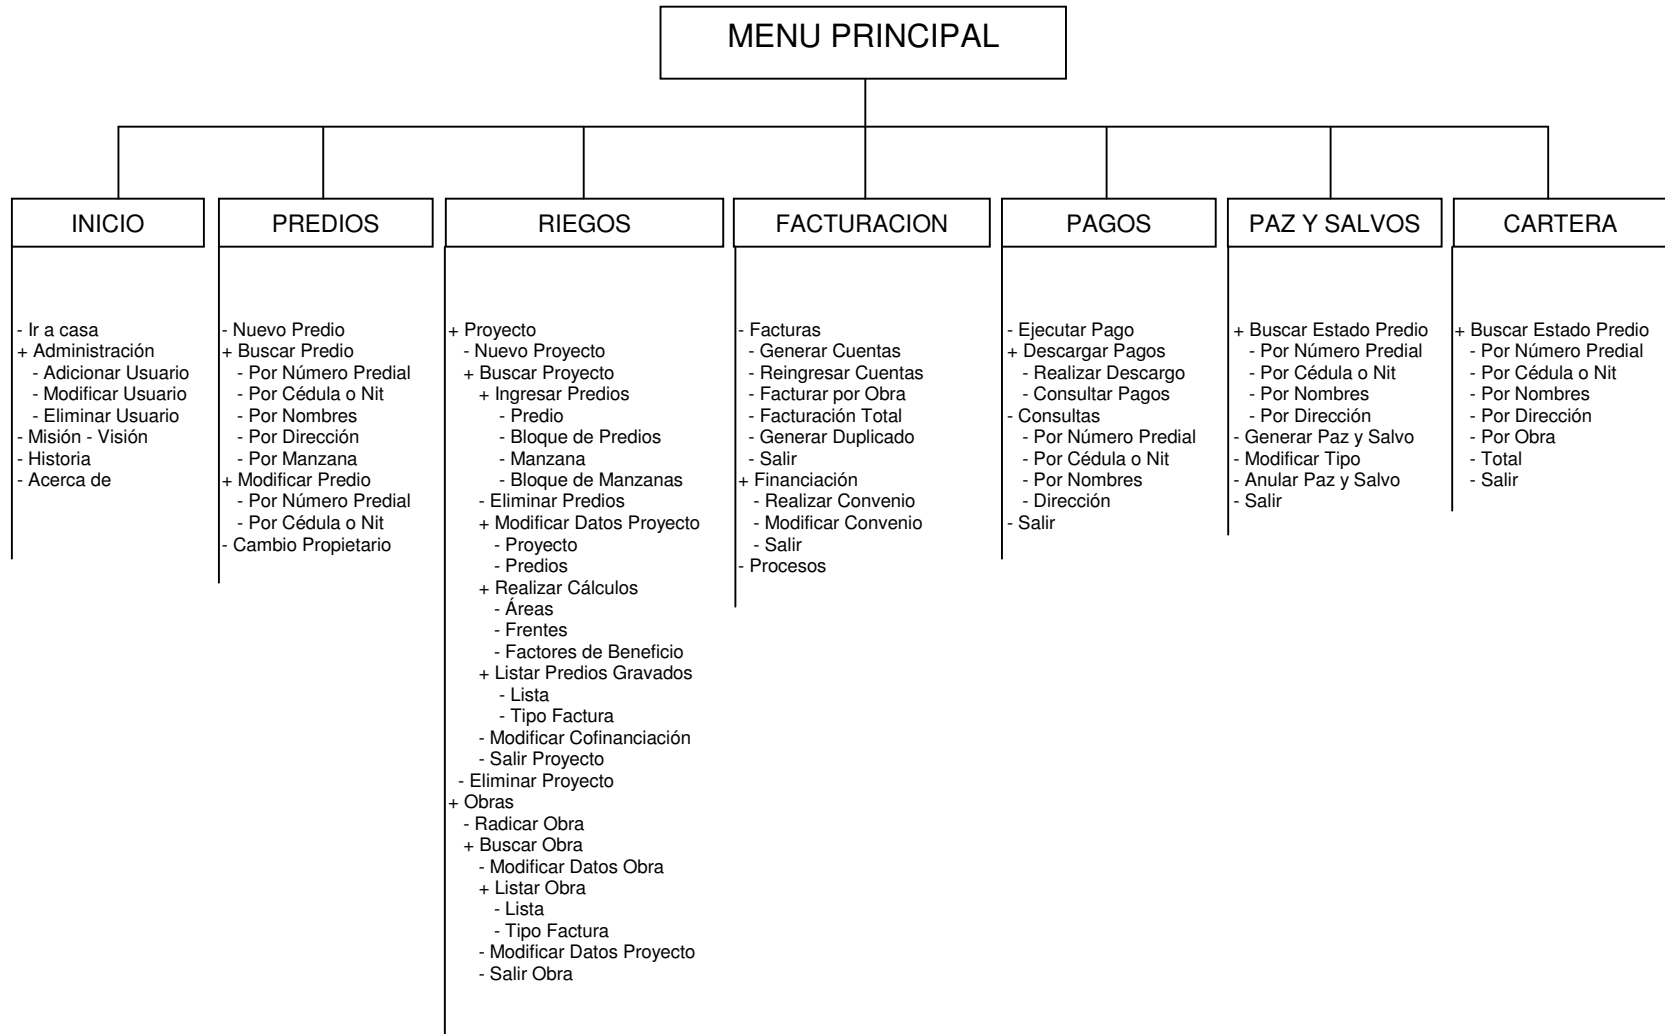 MENU PRINCIPAL
INICIO
- Ir a casa
+ Administración
- Adicionar Usuario
- Modificar Usuario
- Eliminar Usuario
- Misión - Visión
- Historia
- Acerca de
PREDIOS
- Nuevo Predio
+ Buscar Predio
- Por Número Predial
- Por Cédula o Nit
- Por Nombres
- Por Dirección
- Por Manzana
+ Modificar Predio
- Por Número Predial
- Por Cédula o Nit
- Cambio Propietario
RIEGOS
+ Proyecto
- Nuevo Proyecto
+ Buscar Proyecto
+ Ingresar Predios
- Predio
- Bloque de Predios
- Manzana
- Bloque de Manzanas
- Eliminar Predios
+ Modificar Datos Proyecto
- Proyecto
- Predios
+ Realizar Cálculos
- Áreas
- Frentes
- Factores de Beneficio
+ Listar Predios Gravados
- Lista
- Tipo Factura
- Modificar Cofinanciación
- Salir Proyecto
- Eliminar Proyecto
+ Obras
- Radicar Obra
+ Buscar Obra
- Modificar Datos Obra
+ Listar Obra
- Lista
- Tipo Factura
- Modificar Datos Proyecto
- Salir Obra
FACTURACION
- Facturas
- Generar Cuentas
- Reingresar Cuentas
- Facturar por Obra
- Facturación Total
- Generar Duplicado
- Salir
+ Financiación
- Realizar Convenio
- Modificar Convenio
- Salir
- Procesos
PAGOS
- Ejecutar Pago
+ Descargar Pagos
- Realizar Descargo
- Consultar Pagos
- Consultas
- Por Número Predial
- Por Cédula o Nit
- Por Nombres
- Dirección
- Salir
PAZ Y SALVOS
+ Buscar Estado Predio
- Por Número Predial
- Por Cédula o Nit
- Por Nombres
- Por Dirección
- Generar Paz y Salvo
- Modificar Tipo
- Anular Paz y Salvo
- Salir
CARTERA
+ Buscar Estado Predio
- Por Número Predial
- Por Cédula o Nit
- Por Nombres
- Por Dirección
- Por Obra
- Total
- Salir